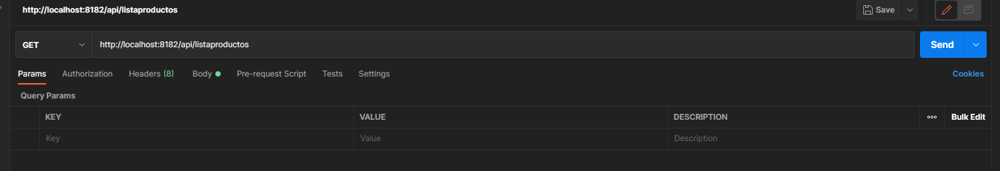 http://localhost:8182/api/listaproductos Save
GET http://localhost:8182/api/listaproductos Send
Params Authorization Headers (8) Body Pre-request Script Tests Settings Cookies
Query Params
KEY VALUE DESCRIPTION Bulk Edit
Key Value Description